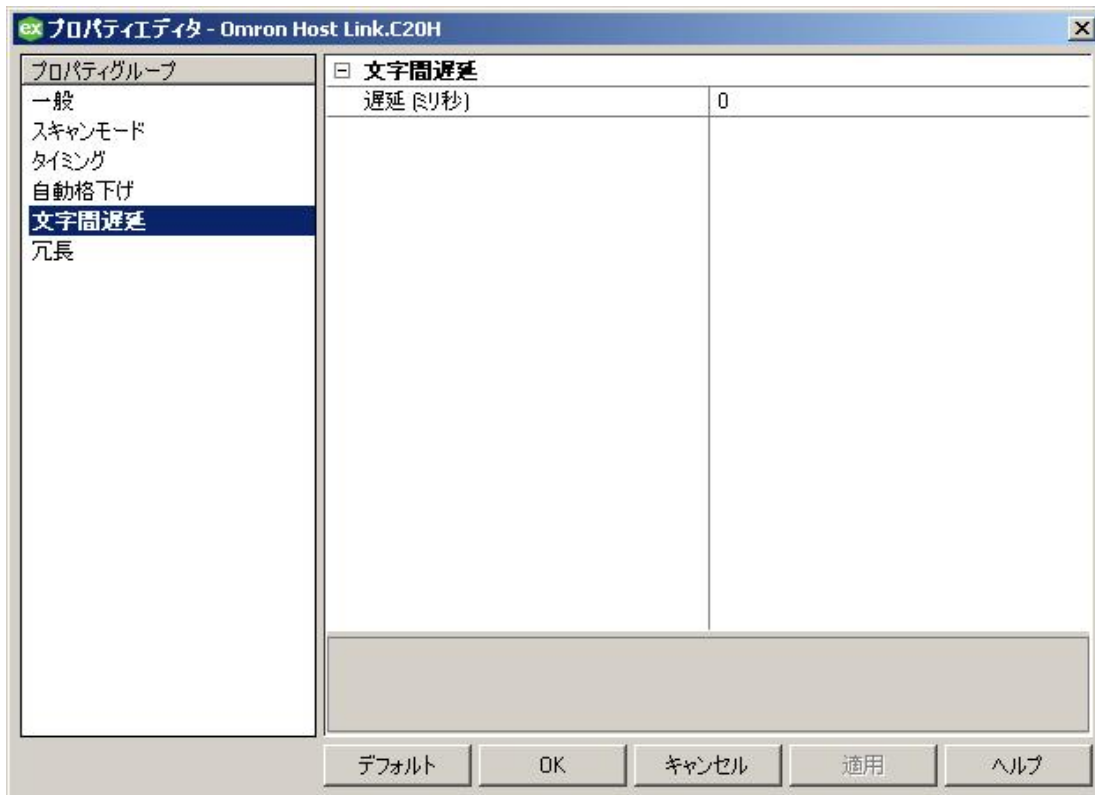 ex プロパティエディタ - Omron Host Link.C20H
プロパティグループ
一般
スキャンモード
タイミング
自動格下げ
文字間遅延
冗長
文字間遅延
遅延 (ミリ秒) 0
デフォルト OK キャンセル 適用 ヘルプ